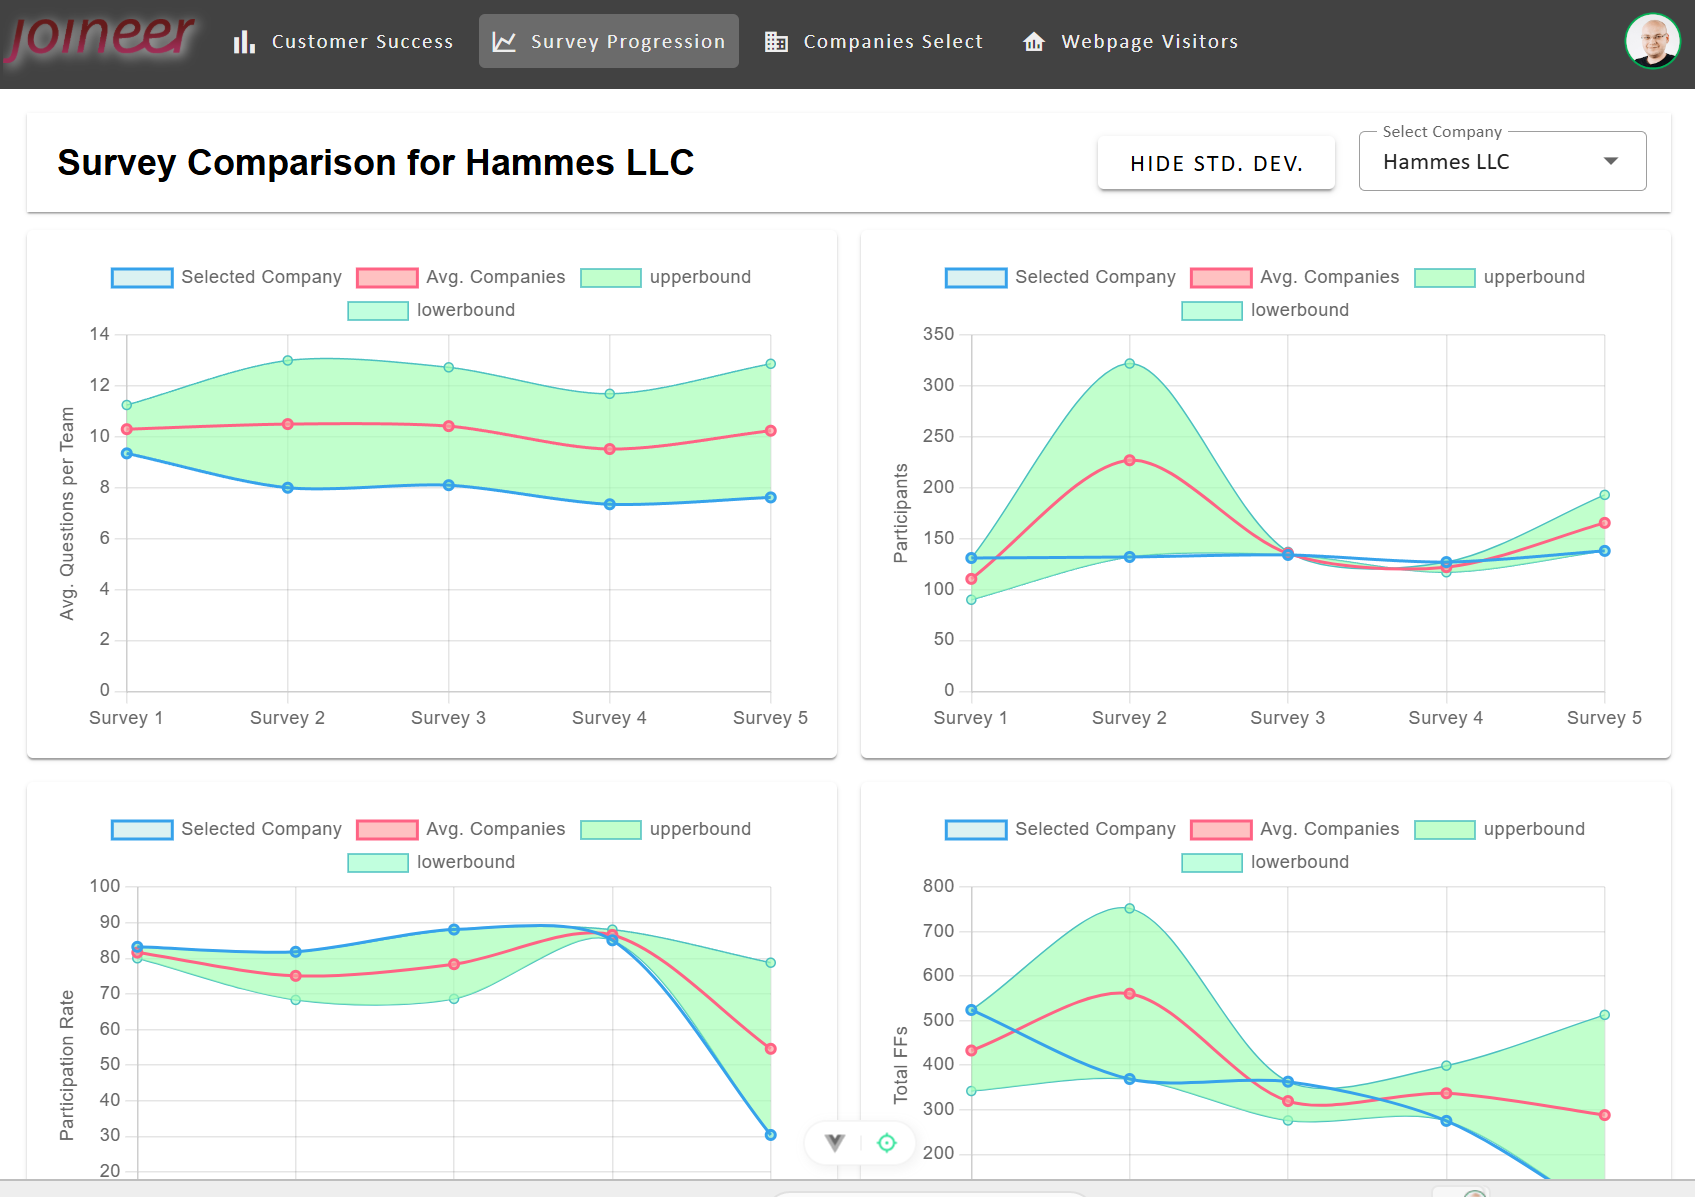 joineer
Customer Success
Survey Progression
Companies Select
Webpage Visitors
Survey Comparison for Hammes LLC
HIDE STD. DEV.
Select Company
Hammes LLC
Selected Company Avg. Companies upperbound
lowerbound
14
12
10
8
6
4
2
0
Avg. Questions per Team
Survey 1 Survey 2 Survey 3 Survey 4 Survey 5
Selected Company Avg. Companies upperbound
lowerbound
350
300
250
200
150
100
50
0
Participants
Survey 1 Survey 2 Survey 3 Survey 4 Survey 5
Selected Company Avg. Companies upperbound
lowerbound
100
90
80
70
60
50
40
30
20
Participation Rate
Selected Company Avg. Companies upperbound
lowerbound
800
700
600
500
400
300
200
Total FFs